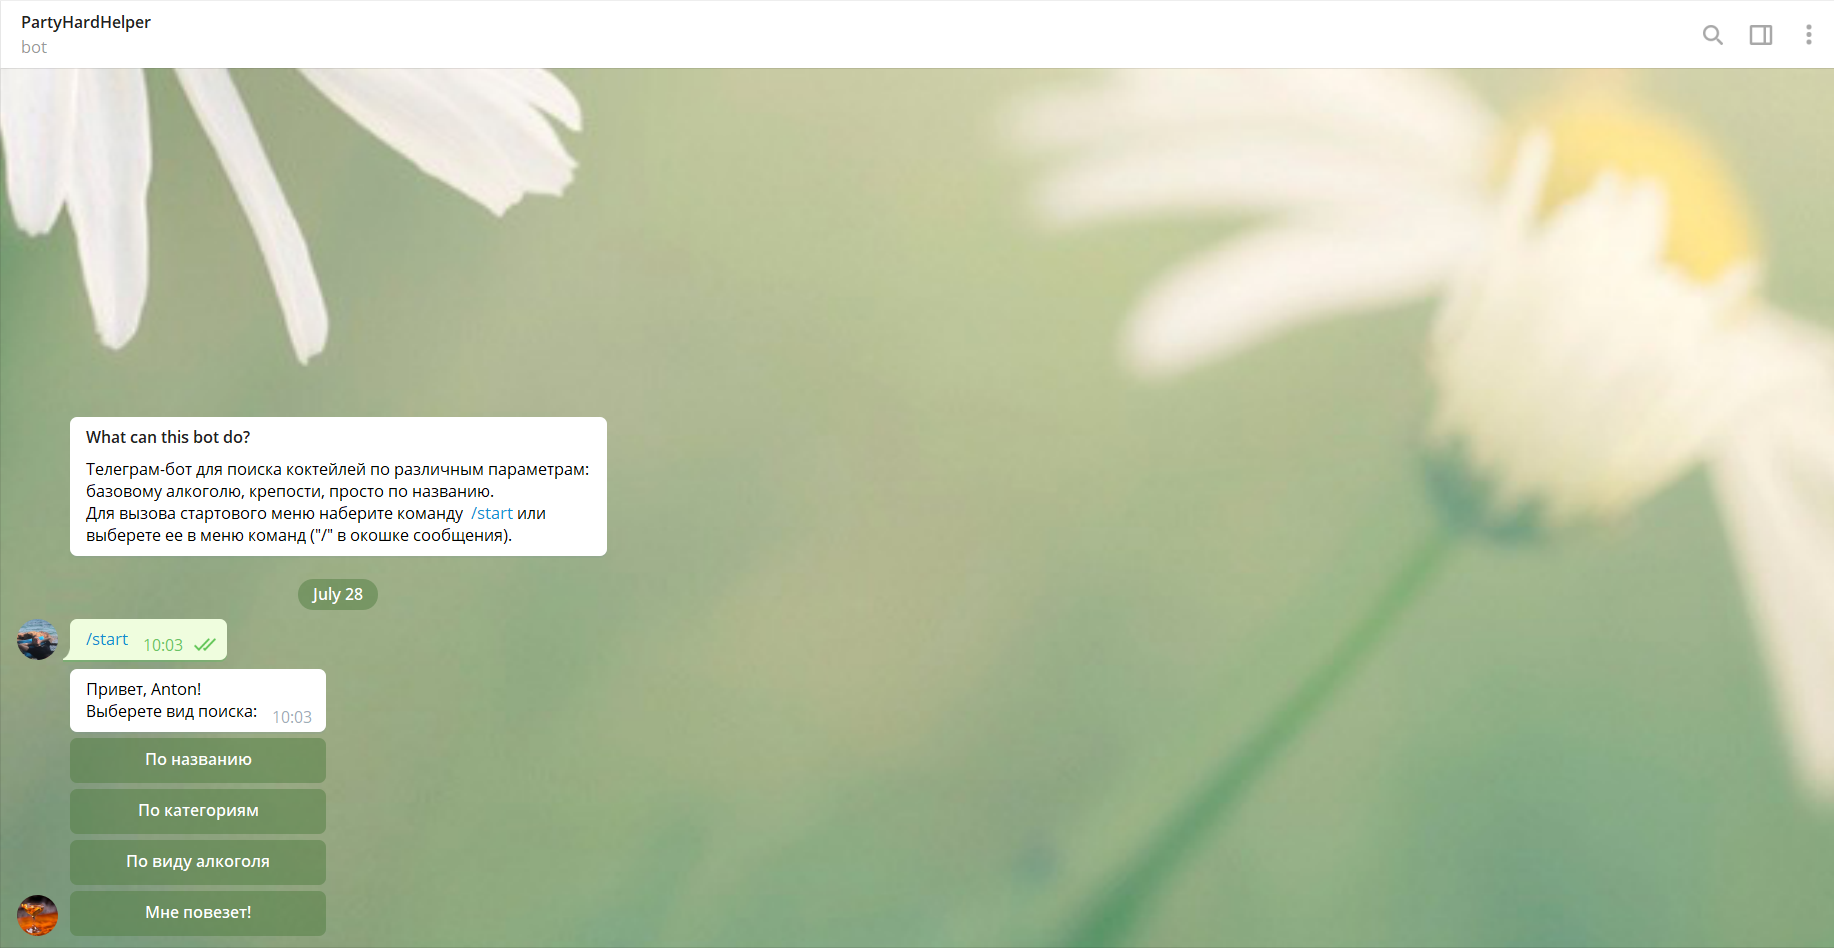 PartyHardHelper
bot
What can this bot do?
Телеграм-бот для поиска коктейлей по различным параметрам:
базовому алкоголю, крепости, просто по названию.
Для вызова стартового меню наберите команду /start или
выберете ее в меню команд ("/" в окошке сообщения).
July 28
/start 10:03
Привет, Anton!
Выберете вид поиска: 10:03
По названию
По категориям
По виду алкоголя
Мне повезет!